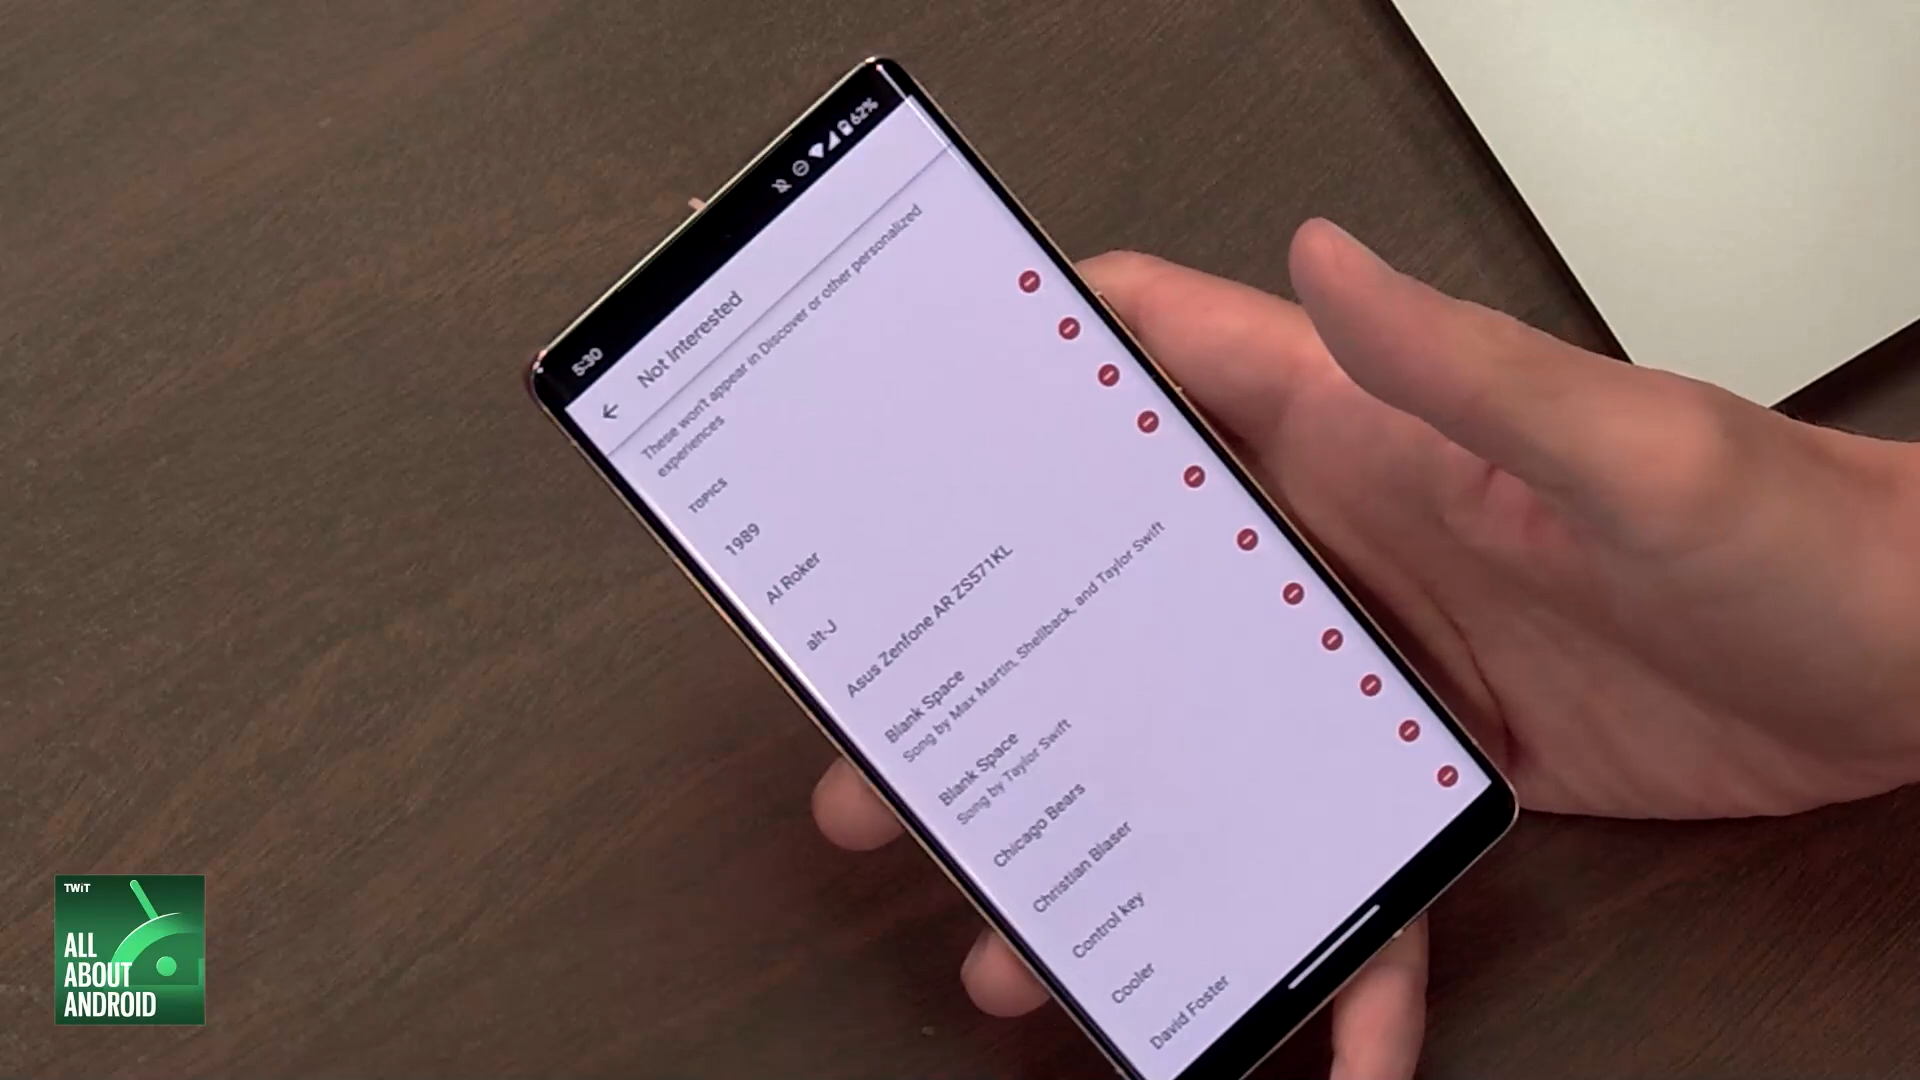 5:30
62%
Not interested
These won't appear in Discover or other personalized
experiences
TOPICS
1989
Al Roker
alt-J
Asus Zenfone AR ZS571KL
Blank Space
Song by Max Martin, Shellback, and Taylor Swift
Blank Space
Song by Taylor Swift
Chicago Bears
Christian Blaser
Control key
Cooler
David Foster
TWiT
ALL
ABOUT
ANDROID